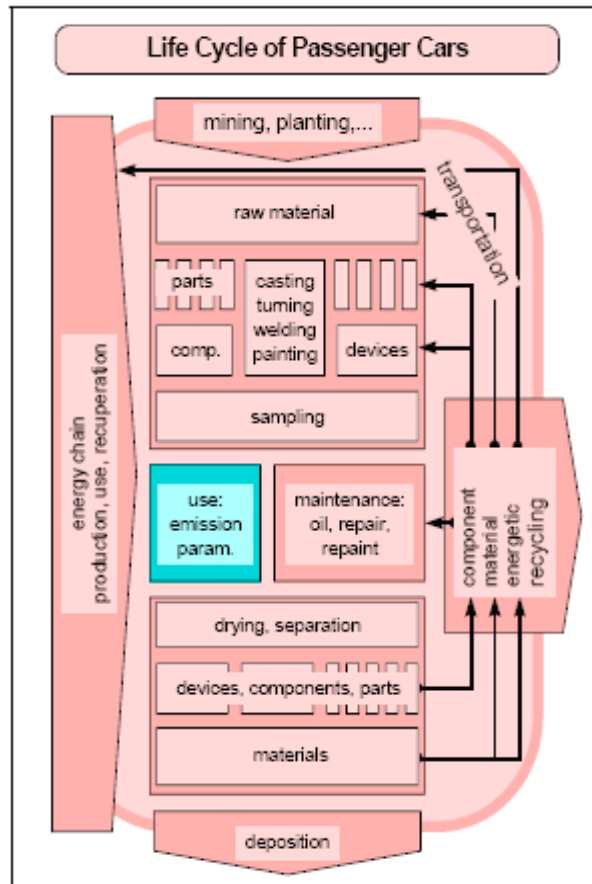 Life Cycle of Passenger Cars
mining, planting,...
transportation
raw material
parts
casting
turning
welding
painting
comp.
devices
sampling
energy chain
production, use, recuperation
use:
emission
param.
maintenance:
oil, repair,
repaint
component
material
energetic
recycling
drying, separation
devices, components, parts
materials
deposition